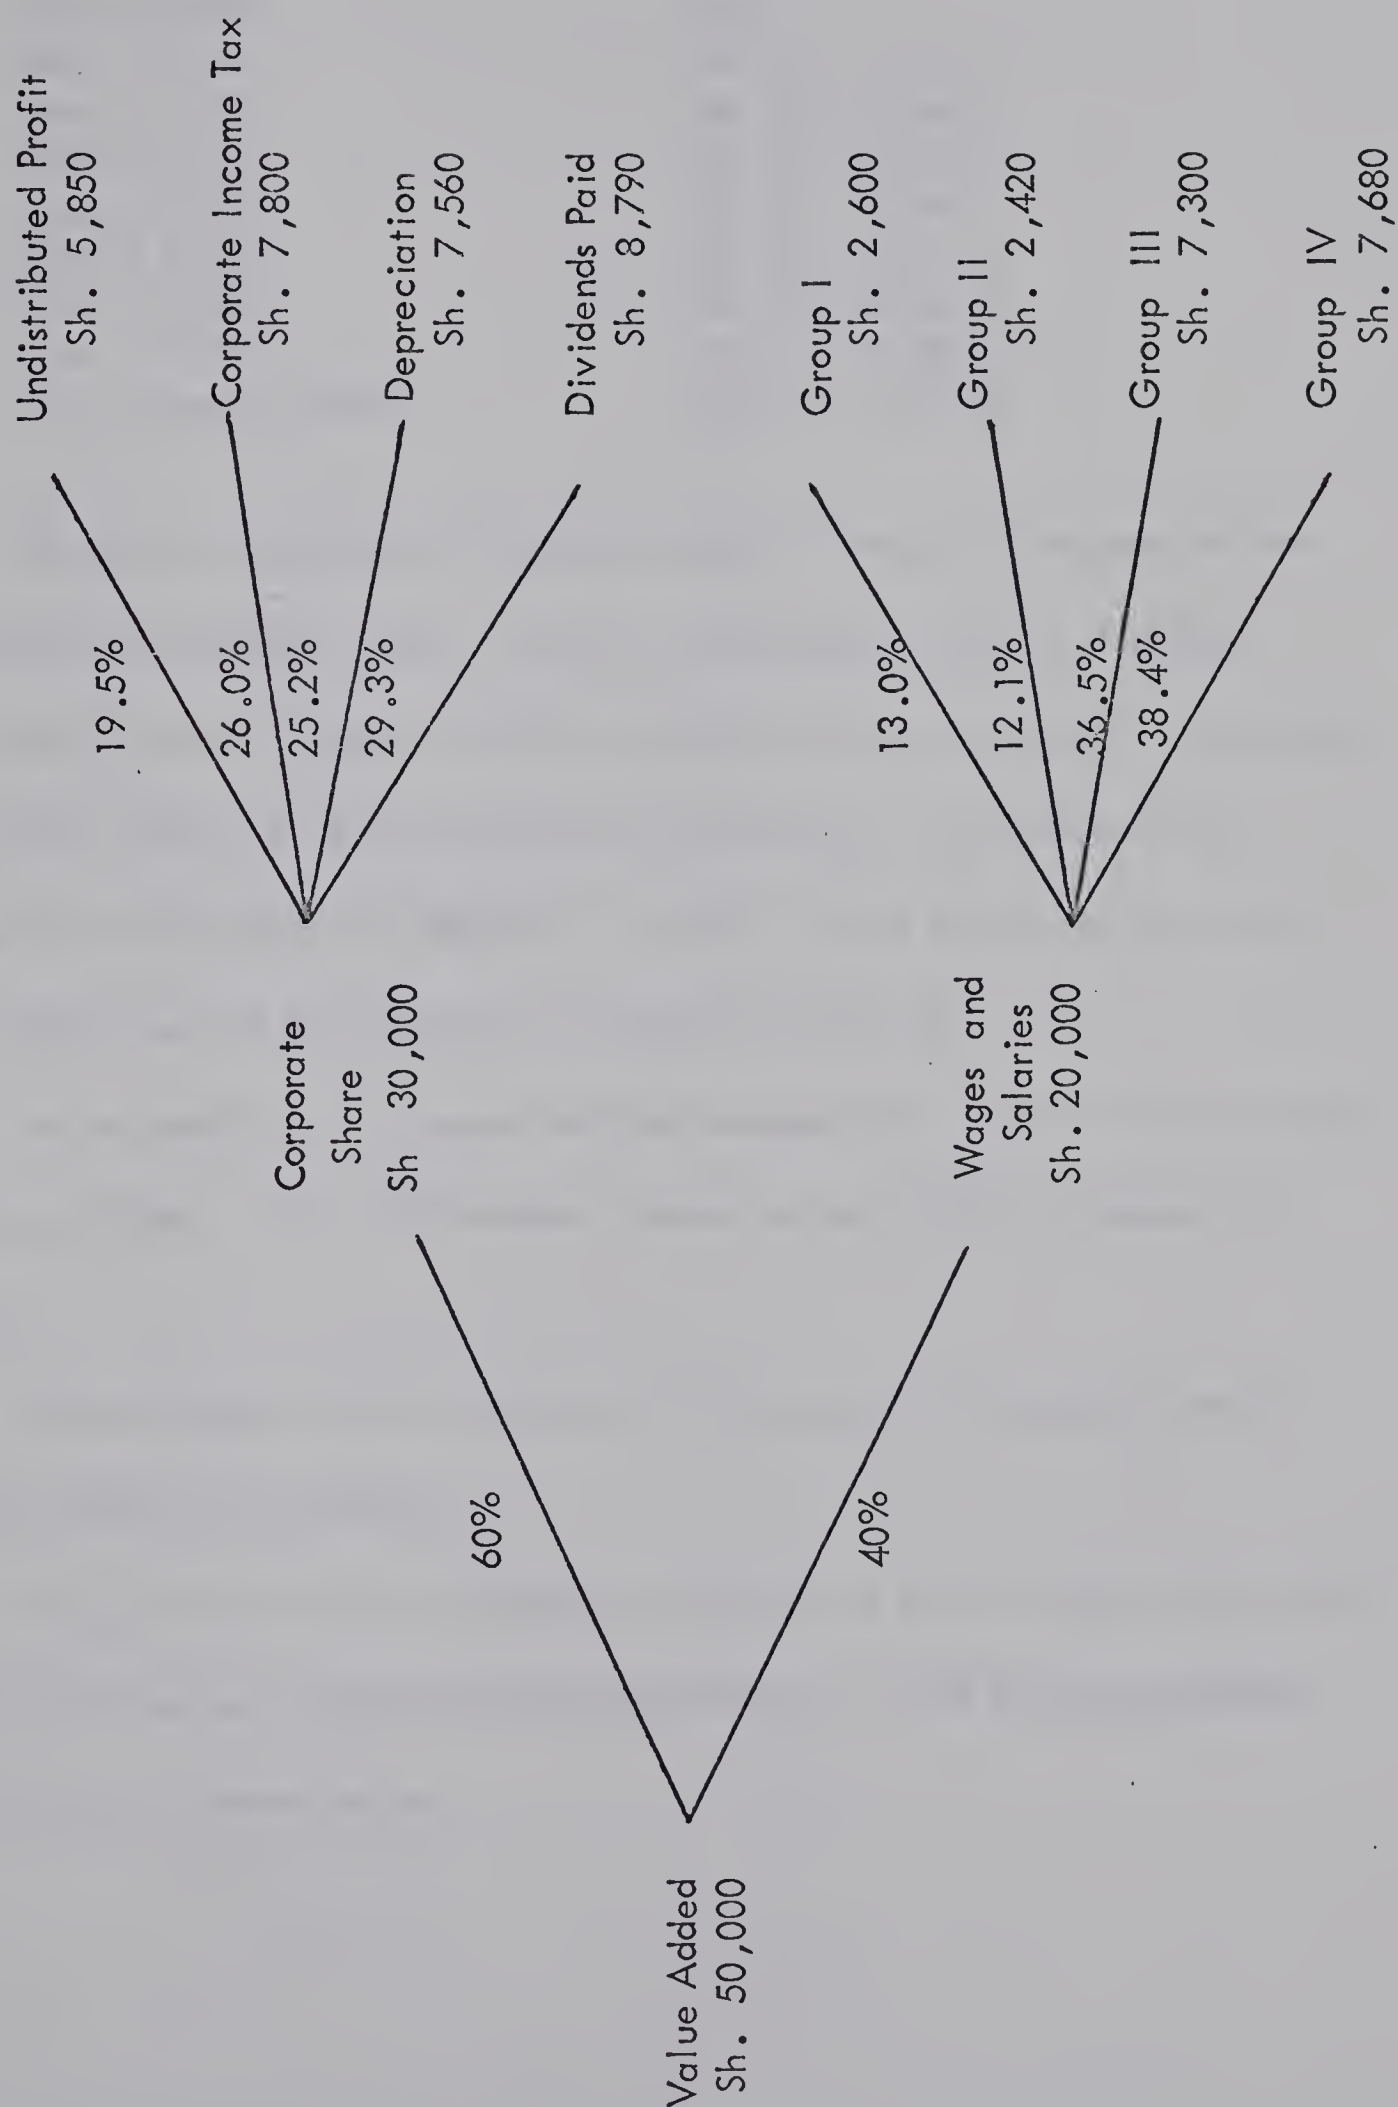 Undistributed Profit
Sh. 5,850
19.5%
Corporate Income Tax
Sh. 7,800
26.0%
25.2%
Depreciation
Sh. 7,560
29.3%
Dividends Paid
Sh. 8,790
Corporate
Share
Sh 30,000
60%
Value Added
Sh. 50,000
40%
Wages and
Salaries
Sh. 20,000
13.0%
Group I
Sh. 2,600
12.1%
Group II
Sh. 2,420
36.5%
Group III
Sh. 7,300
38.4%
Group IV
Sh. 7,680